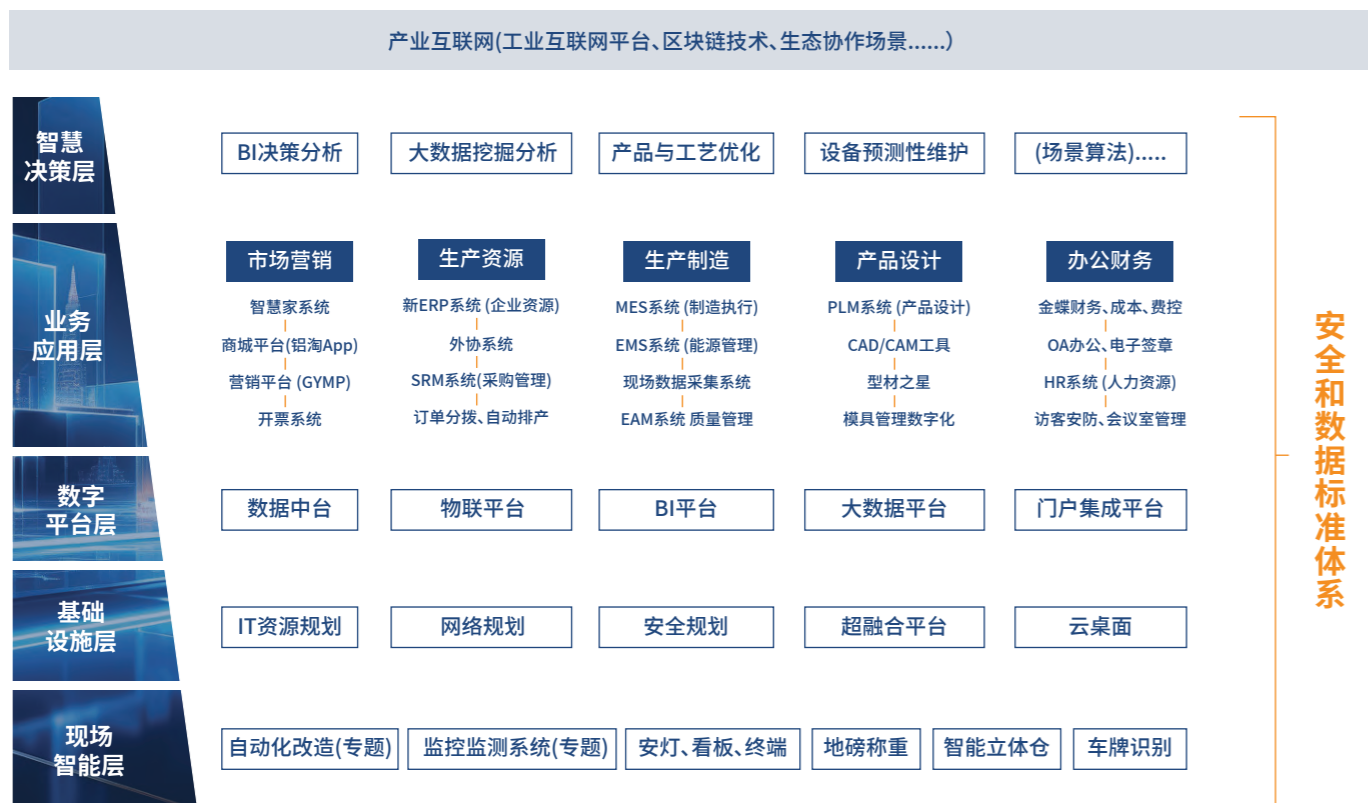 产业互联网(工业互联网平台、区块链技术、生态协作场景......)
智慧
决策层
BI决策分析
大数据挖掘分析
产品与工艺优化
设备预测性维护
(场景算法).....
业务
应用层
市场营销
智慧家系统
商城平台(铝淘App)
营销平台 (GYMP)
开票系统
生产资源
新ERP系统 (企业资源)
外协系统
SRM系统(采购管理)
订单分拨、自动排产
生产制造
MES系统 (制造执行)
EMS系统 (能源管理)
现场数据采集系统
EAM系统 质量管理
产品设计
PLM系统 (产品设计)
CAD/CAM工具
型材之星
模具管理数字化
办公财务
金蝶财务、成本、费控
OA办公、电子签章
HR系统 (人力资源)
访客安防、会议室管理
数字
平台层
数据中台
物联平台
BI平台
大数据平台
门户集成平台
基础
设施层
IT资源规划
网络规划
安全规划
超融合平台
云桌面
现场
智能层
自动化改造(专题)
监控监测系统(专题)
安灯、看板、终端
地磅称重
智能立体仓
车牌识别
安全和数据标准体系